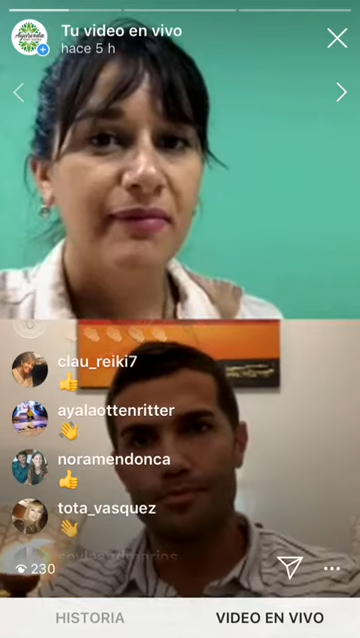 Tu video en vivo
hace 5 h
clau_reiki7
ayalaottenritter
noramendonca
tota_vasquez
230
HISTORIA
VIDEO EN VIVO